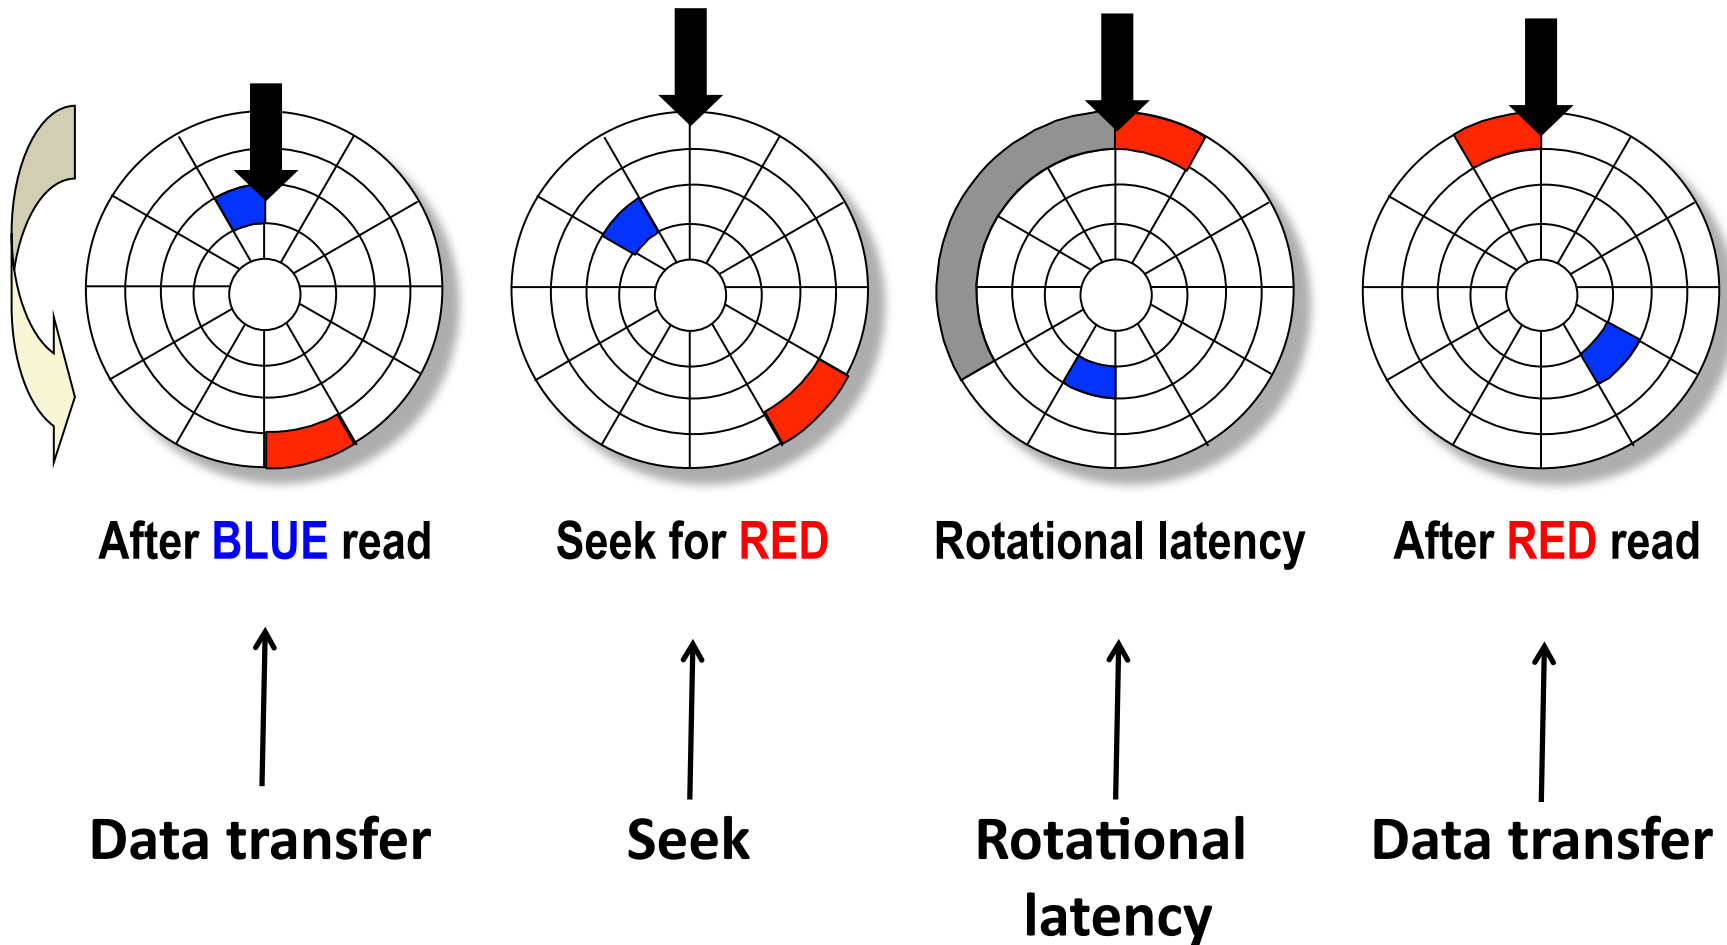 After BLUE read
Seek for RED
Rotational latency
After RED read
Data transfer
Seek
Rotational
latency
Data transfer